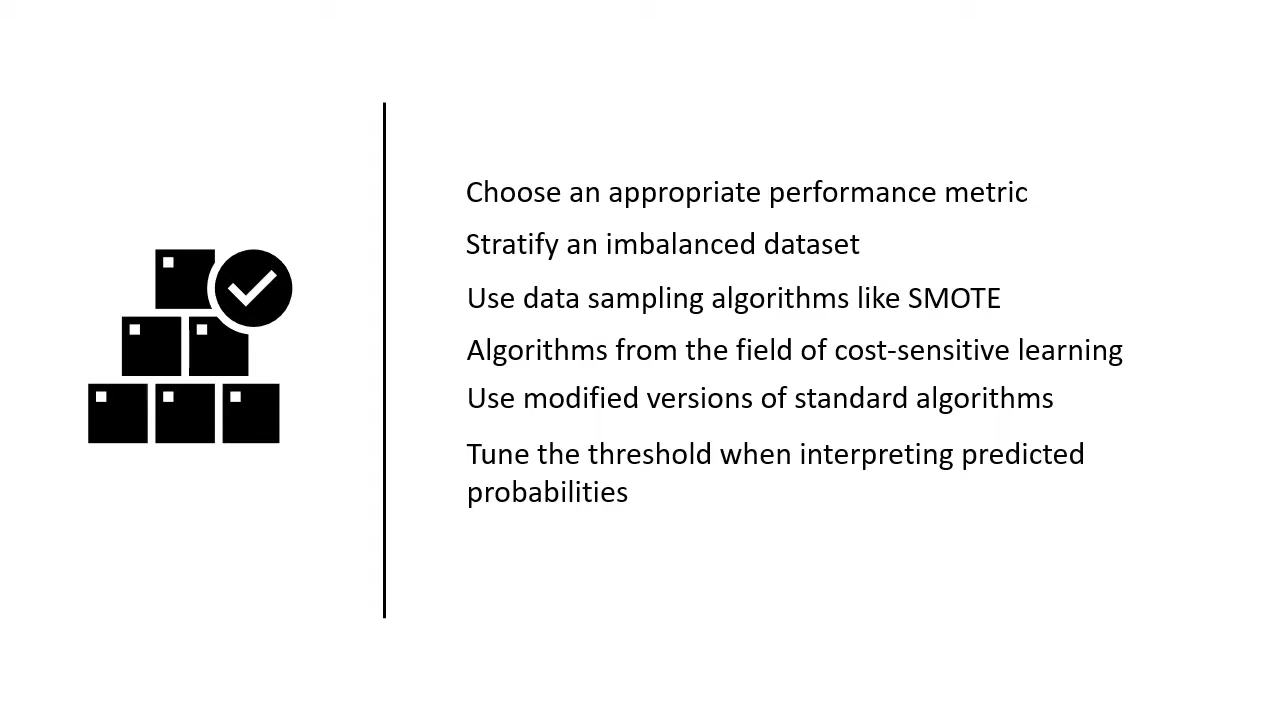 Choose an appropriate performance metric
Stratify an imbalanced dataset
Use data sampling algorithms like SMOTE
Algorithms from the field of cost-sensitive learning
Use modified versions of standard algorithms
Tune the threshold when interpreting predicted
probabilities